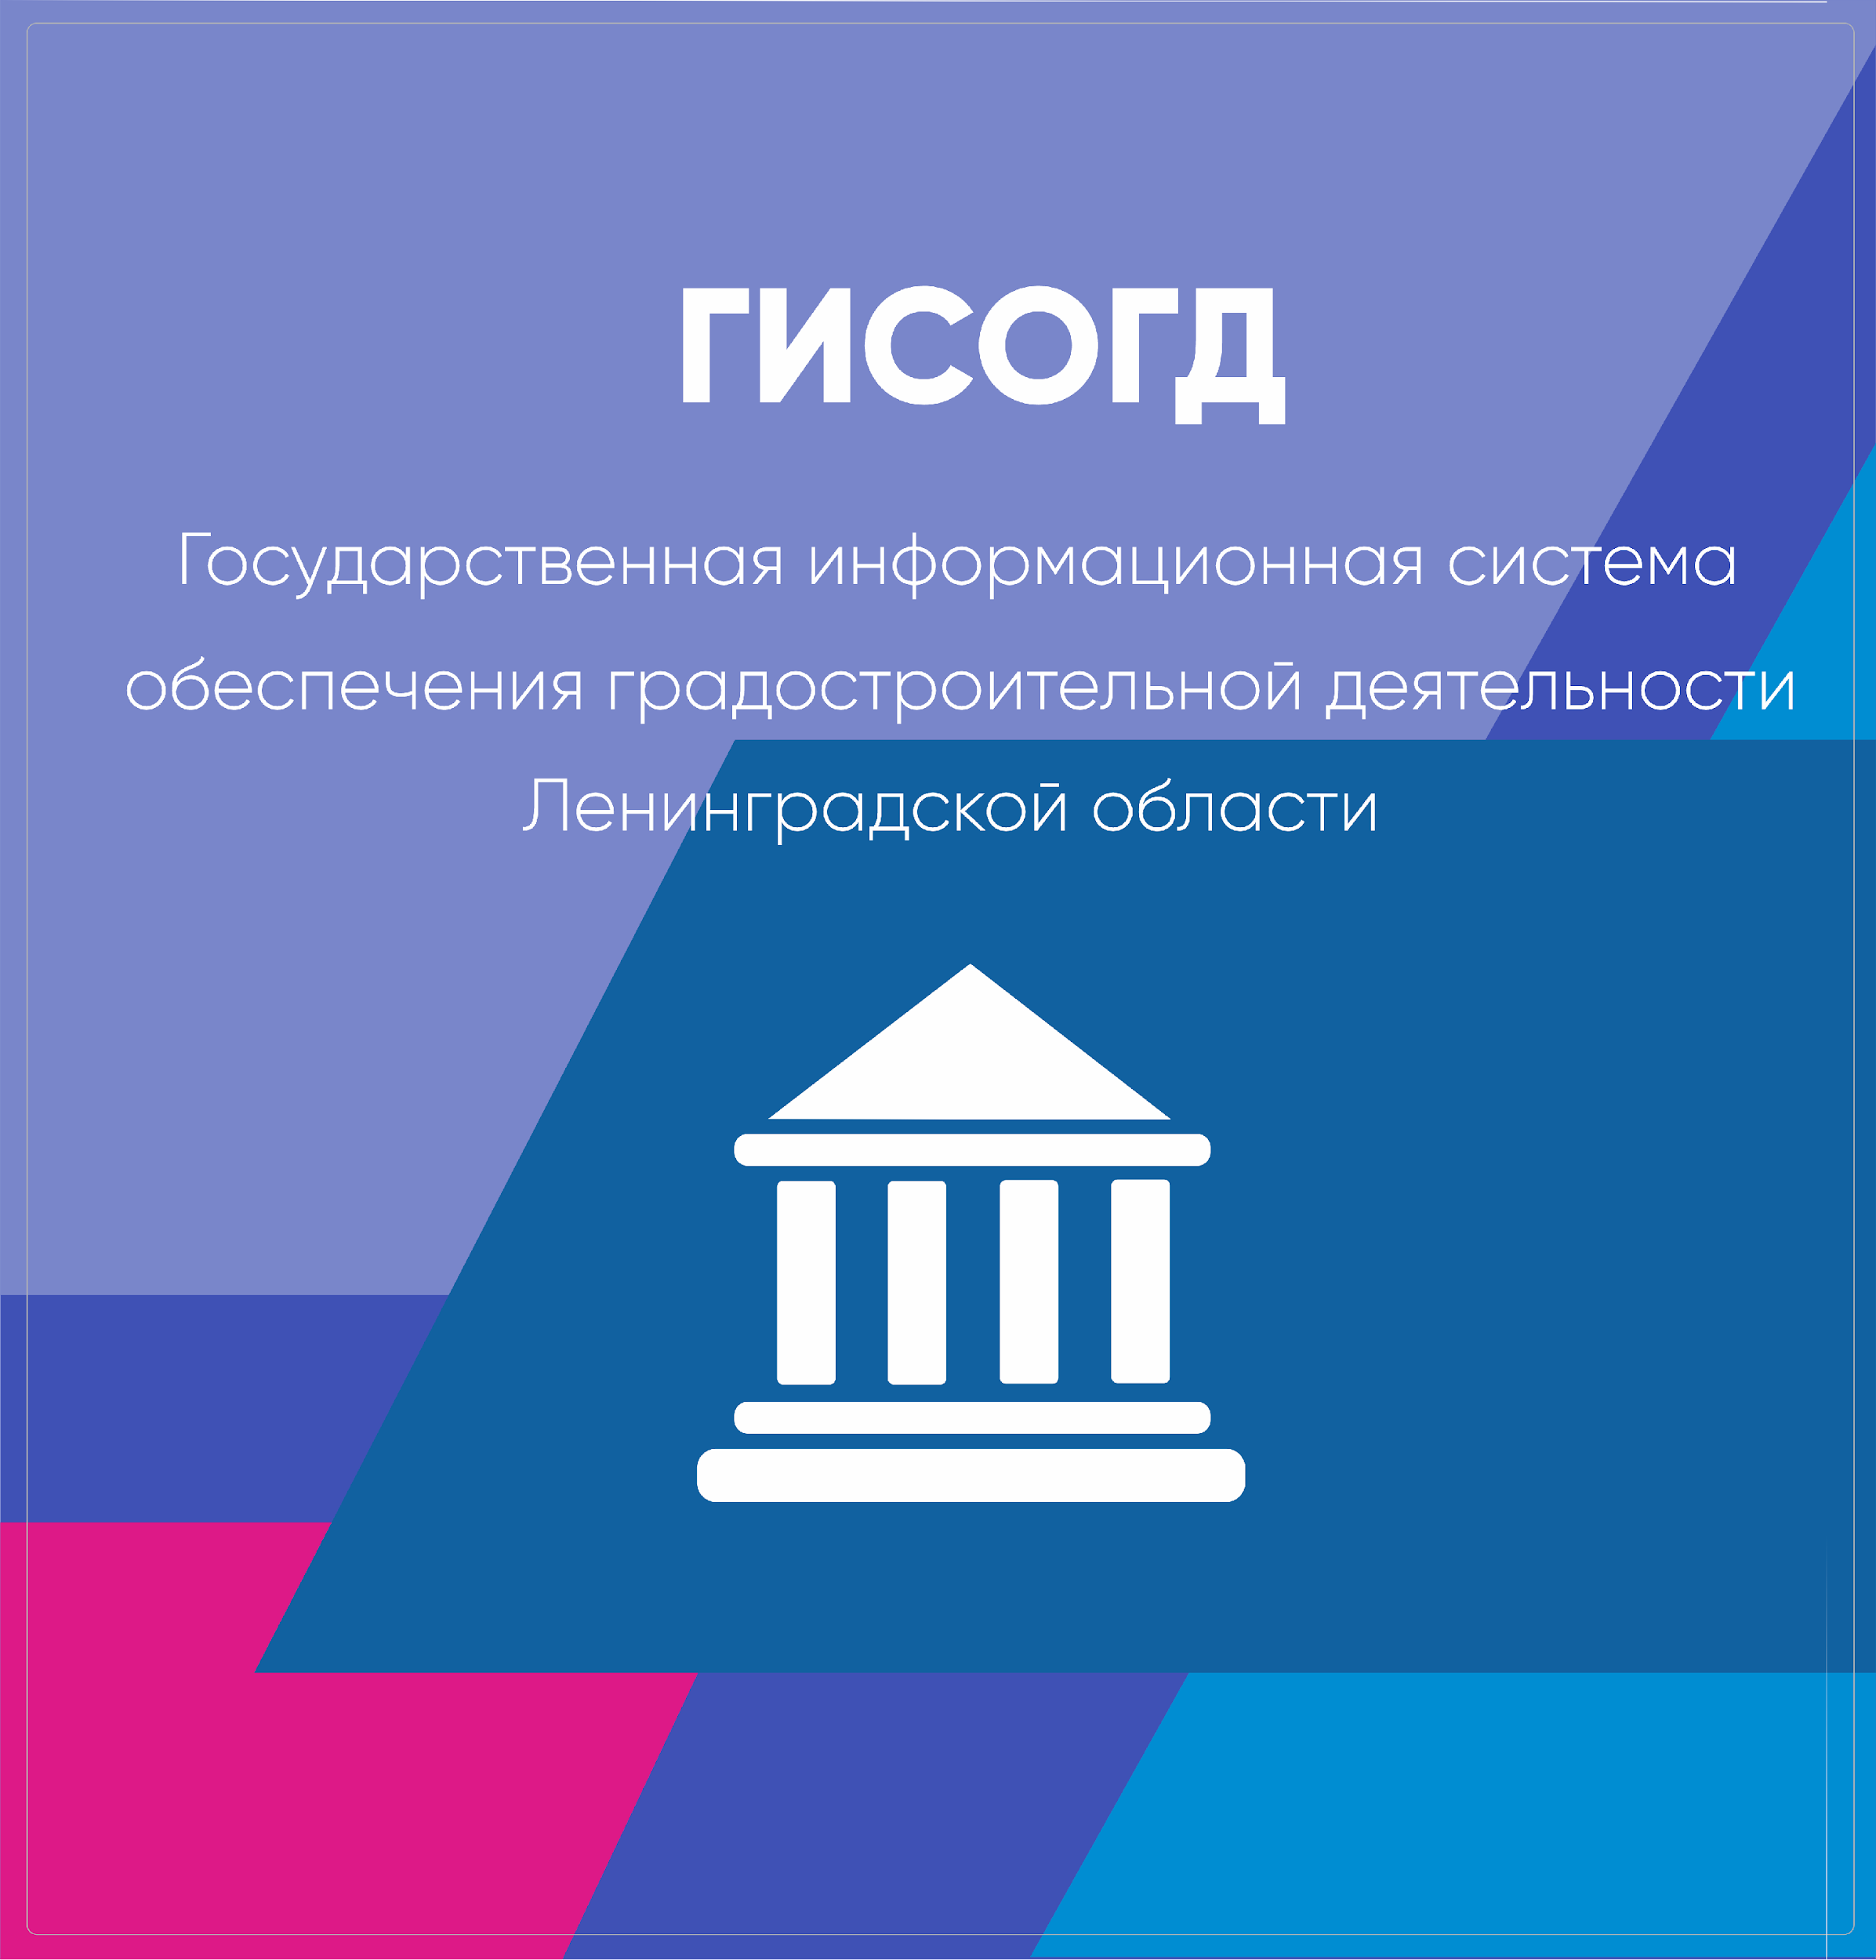 ГИСОГД
Государственная информационная система
обеспечения градостроительной деятельности
Ленинградской области